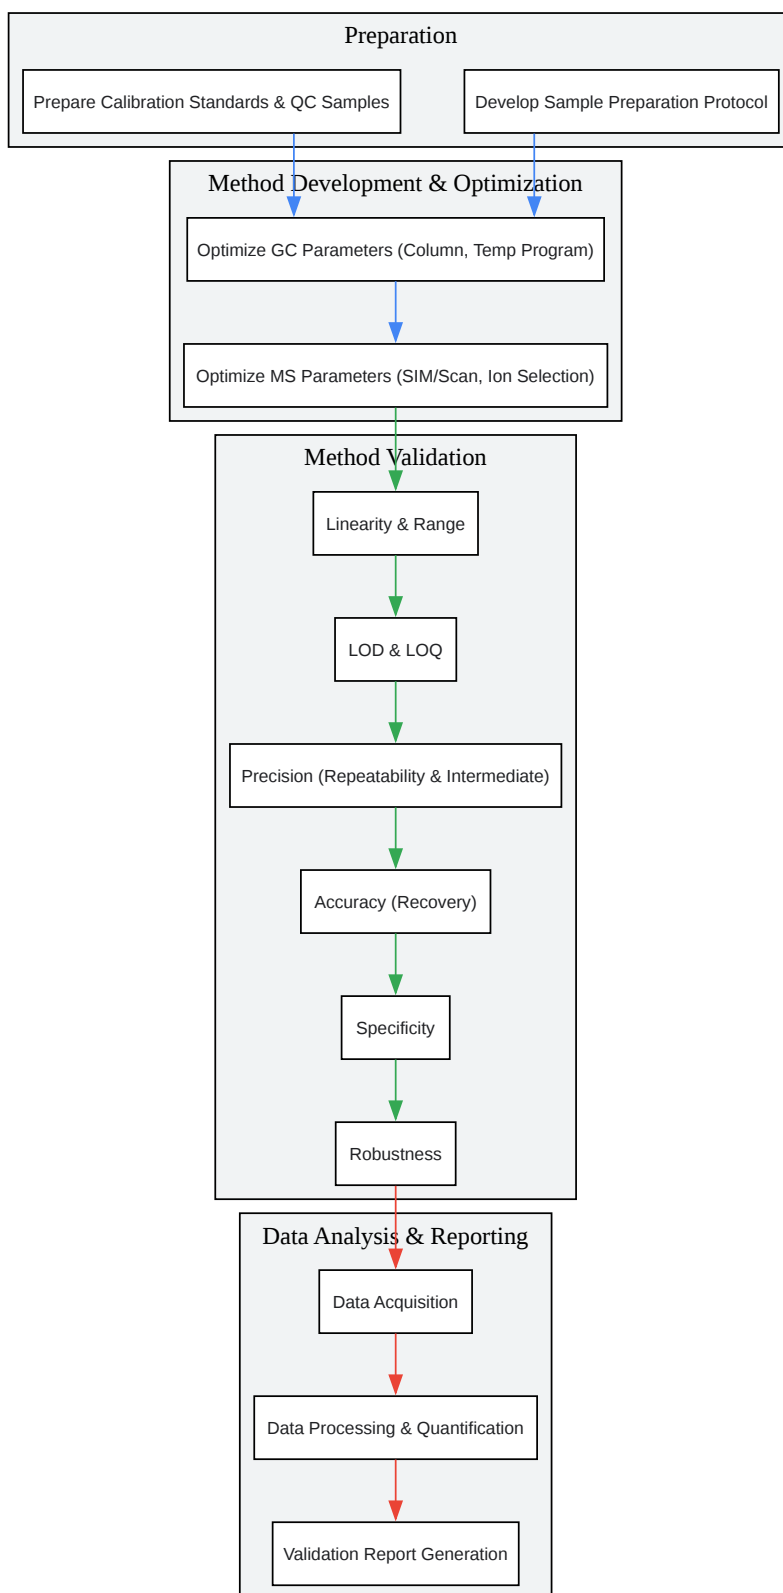 Preparation
Prepare Calibration Standards & QC Samples
Develop Sample Preparation Protocol
Method Development & Optimization
Optimize GC Parameters (Column, Temp Program)
Optimize MS Parameters (SIM/Scan, Ion Selection)
Method Validation
Linearity & Range
LOD & LOQ
Precision (Repeatability & Intermediate)
Accuracy (Recovery)
Specificity
Robustness
Data Analysis & Reporting
Data Acquisition
Data Processing & Quantification
Validation Report Generation